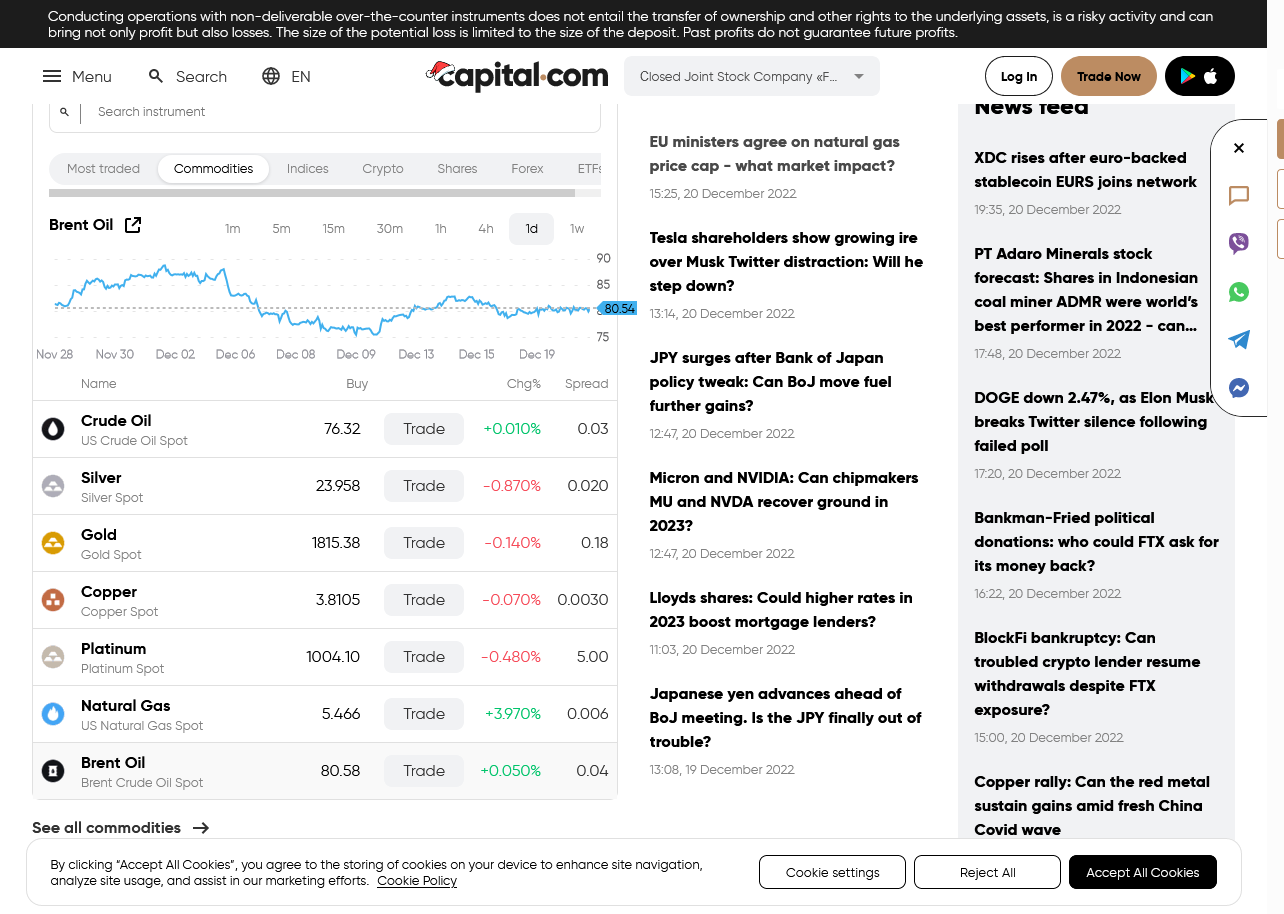 Conducting operations with non-deliverable over-the-counter instruments does not entail the transfer of ownership and other rights to the underlying assets, is a risky activity and can
bring not only profit but also losses. The size of the potential loss is limited to the size of the deposit. Past profits do not guarantee future profits.
Menu Search EN
capital.com
Closed Joint Stock Company «F...
Log In Trade Now
Search instrument
Most traded Commodities Indices Crypto Shares Forex ETFs
Brent Oil
1m 5m 15m 30m 1h 4h 1d 1w
90
85
80.54
75
Nov 28 Nov 30 Dec 02 Dec 06 Dec 08 Dec 09 Dec 13 Dec 15 Dec 19
Name Buy Chg% Spread
Crude Oil
US Crude Oil Spot
76.32 Trade +0.010% 0.03
Silver
Silver Spot
23.958 Trade -0.870% 0.020
Gold
Gold Spot
1815.38 Trade -0.140% 0.18
Copper
Copper Spot
3.8105 Trade -0.070% 0.0030
Platinum
Platinum Spot
1004.10 Trade -0.480% 5.00
Natural Gas
US Natural Gas Spot
5.466 Trade +3.970% 0.006
Brent Oil
Brent Crude Oil Spot
80.58 Trade +0.050% 0.04
See all commodities
EU ministers agree on natural gas
price cap - what market impact?
15:25, 20 December 2022
Tesla shareholders show growing ire
over Musk Twitter distraction: Will he
step down?
13:14, 20 December 2022
JPY surges after Bank of Japan
policy tweak: Can BoJ move fuel
further gains?
12:47, 20 December 2022
Micron and NVIDIA: Can chipmakers
MU and NVDA recover ground in
2023?
12:47, 20 December 2022
Lloyds shares: Could higher rates in
2023 boost mortgage lenders?
11:03, 20 December 2022
Japanese yen advances ahead of
BoJ meeting. Is the JPY finally out of
trouble?
13:08, 19 December 2022
News feed
XDC rises after euro-backed
stablecoin EURS joins network
19:35, 20 December 2022
PT Adaro Minerals stock
forecast: Shares in Indonesian
coal miner ADMR were world's
best performer in 2022 - can...
17:48, 20 December 2022
DOGE down 2.47%, as Elon Musk
breaks Twitter silence following
failed poll
17:20, 20 December 2022
Bankman-Fried political
donations: who could FTX ask for
its money back?
16:22, 20 December 2022
BlockFi bankruptcy: Can
troubled crypto lender resume
withdrawals despite FTX
exposure?
15:00, 20 December 2022
Copper rally: Can the red metal
sustain gains amid fresh China
Covid wave
By clicking “Accept All Cookies”, you agree to the storing of cookies on your device to enhance site navigation,
analyze site usage, and assist in our marketing efforts. Cookie Policy
Cookie settings Reject All Accept All Cookies